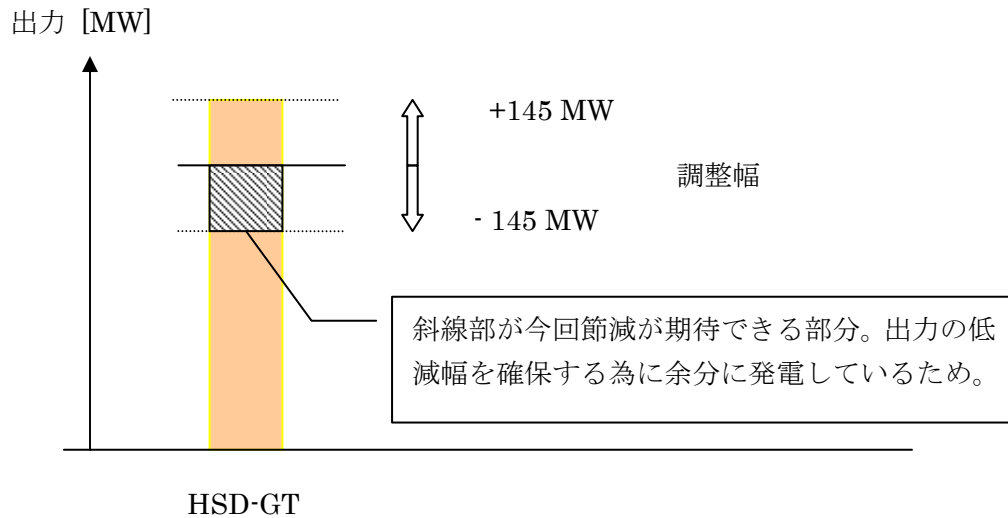 出力 [MW]
+145 MW
調整幅
- 145 MW
斜線部が今回節減が期待できる部分。出力の低
減幅を確保する為に余分に発電しているため。
HSD-GT